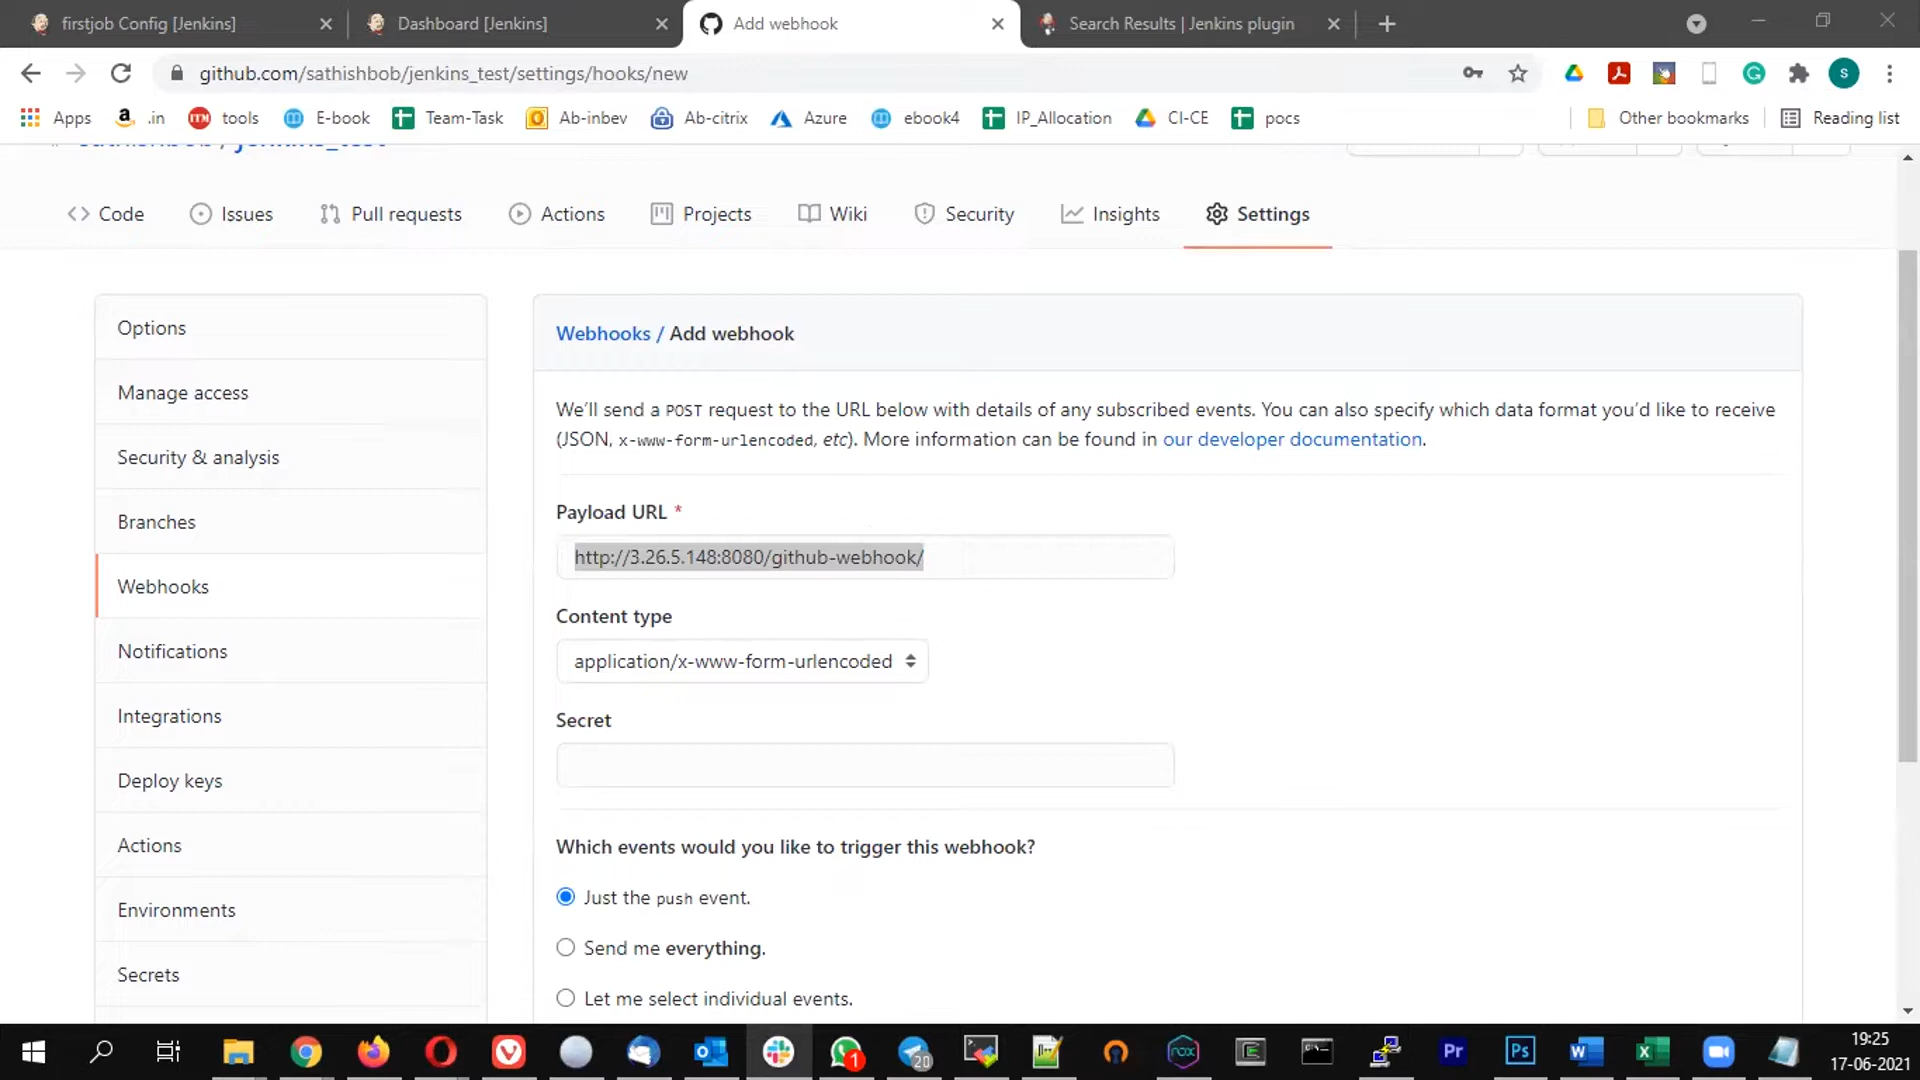 firstjob Config [Jenkins]
Dashboard [Jenkins]
Add webhook
Search Results | Jenkins plugin
github.com/sathishbob/jenkins_test/settings/hooks/new
S
Apps
.in
tools
E-book
Team-Task
Ab-inbev
Ab-citrix
Azure
ebook4
IP_Allocation
CI-CE
pocs
Other bookmarks
Reading list
sathishbob / jenkins_test
Code
Issues
Pull requests
Actions
Projects
Wiki
Security
Insights
Settings
Options
Manage access
Security & analysis
Branches
Webhooks
Notifications
Integrations
Deploy keys
Actions
Environments
Secrets
Webhooks / Add webhook
We’ll send a POST request to the URL below with details of any subscribed events. You can also specify which data format you’d like to receive
(JSON, x-www-form-urlencoded, etc). More information can be found in our developer documentation.
Payload URL *
http://3.26.5.148:8080/github-webhook/
Content type
application/x-www-form-urlencoded
Secret
Which events would you like to trigger this webhook?
Just the push event.
Send me everything.
Let me select individual events.
1
20
nox
Pr
Ps
W
X
19:25
17-06-2021